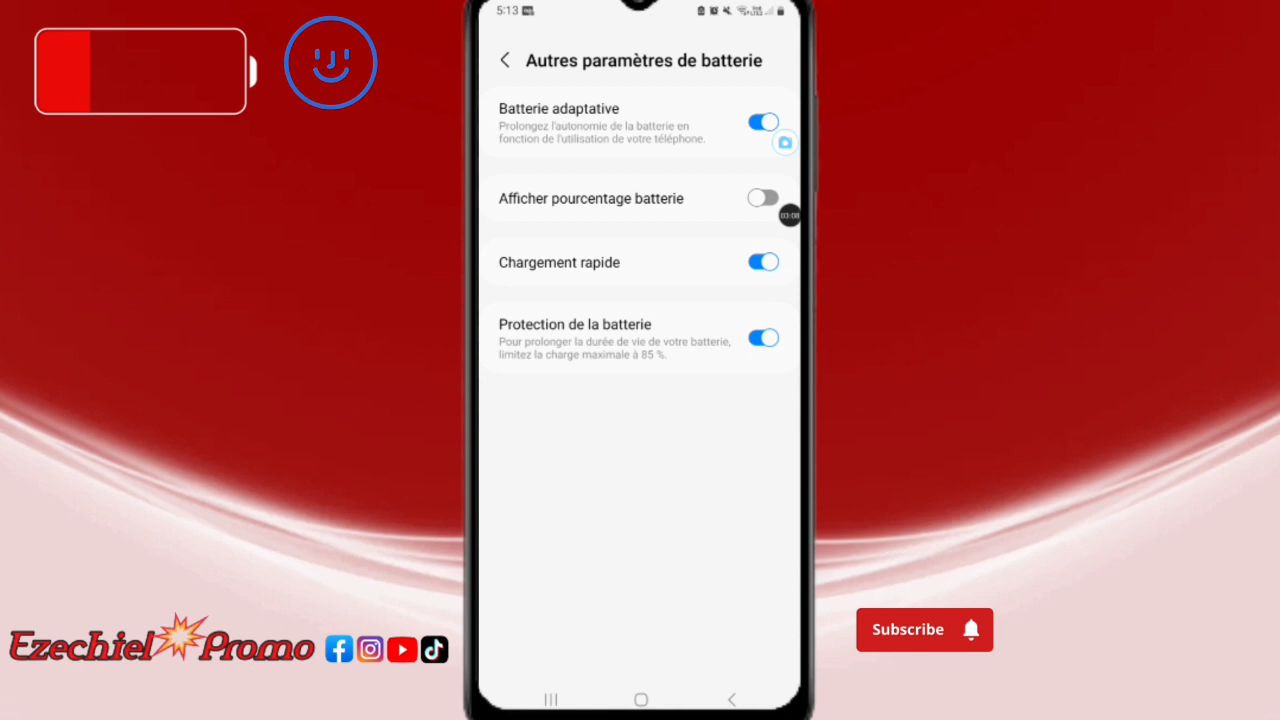 5:13
Autres paramètres de batterie
Batterie adaptative
Prolongez l'autonomie de la batterie en
fonction de l'utilisation de votre téléphone.
Afficher pourcentage batterie
03:08
Chargement rapide
Protection de la batterie
Pour prolonger la durée de vie de votre batterie,
limitez la charge maximale à 85 %.
Ezechiel Promo
Subscribe